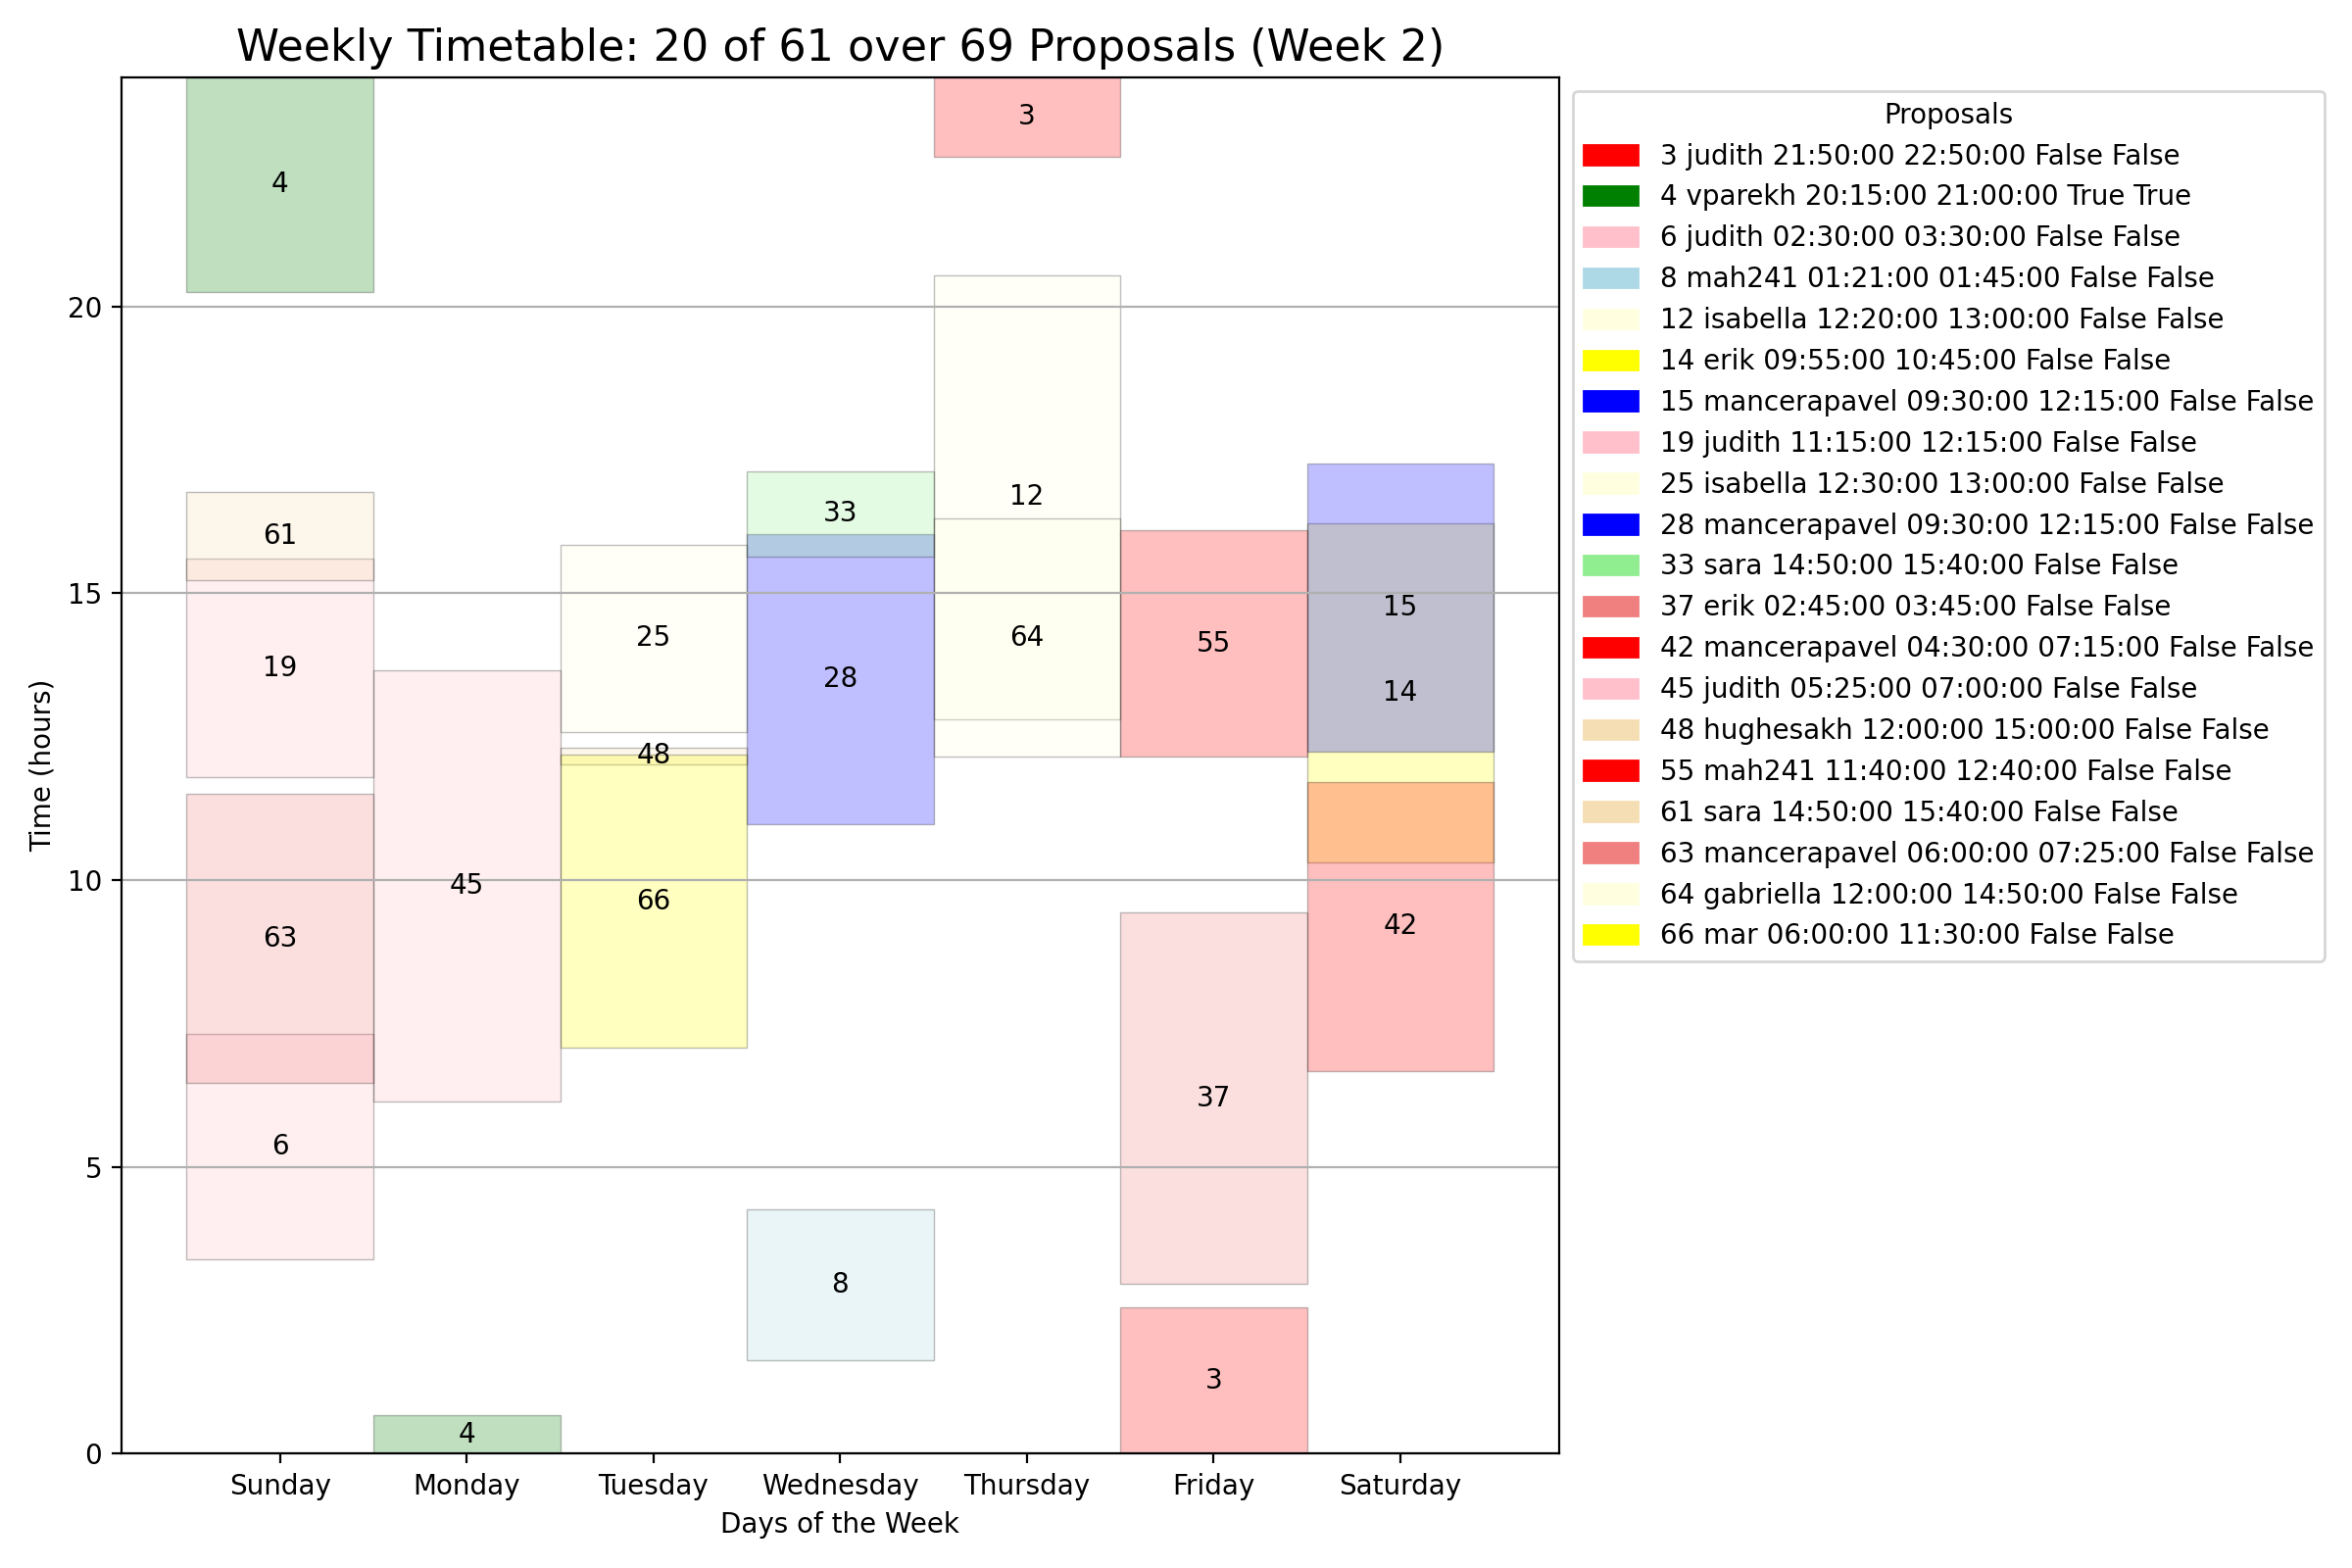 Weekly Timetable: 20 of 61 over 69 Proposals (Week 2)
Time (hours)
20
15
10
5
0
4
3
61
33
12
19
25
28
64
55
15
14
48
63
45
66
42
6
37
8
3
4
Sunday
Monday
Tuesday
Wednesday
Thursday
Friday
Saturday
Days of the Week
Proposals
3 judith 21:50:00 22:50:00 False False
4 vparekh 20:15:00 21:00:00 True True
6 judith 02:30:00 03:30:00 False False
8 mah241 01:21:00 01:45:00 False False
12 isabella 12:20:00 13:00:00 False False
14 erik 09:55:00 10:45:00 False False
15 mancerapavel 09:30:00 12:15:00 False False
19 judith 11:15:00 12:15:00 False False
25 isabella 12:30:00 13:00:00 False False
28 mancerapavel 09:30:00 12:15:00 False False
33 sara 14:50:00 15:40:00 False False
37 erik 02:45:00 03:45:00 False False
42 mancerapavel 04:30:00 07:15:00 False False
45 judith 05:25:00 07:00:00 False False
48 hughesakh 12:00:00 15:00:00 False False
55 mah241 11:40:00 12:40:00 False False
61 sara 14:50:00 15:40:00 False False
63 mancerapavel 06:00:00 07:25:00 False False
64 gabriella 12:00:00 14:50:00 False False
66 mar 06:00:00 11:30:00 False False